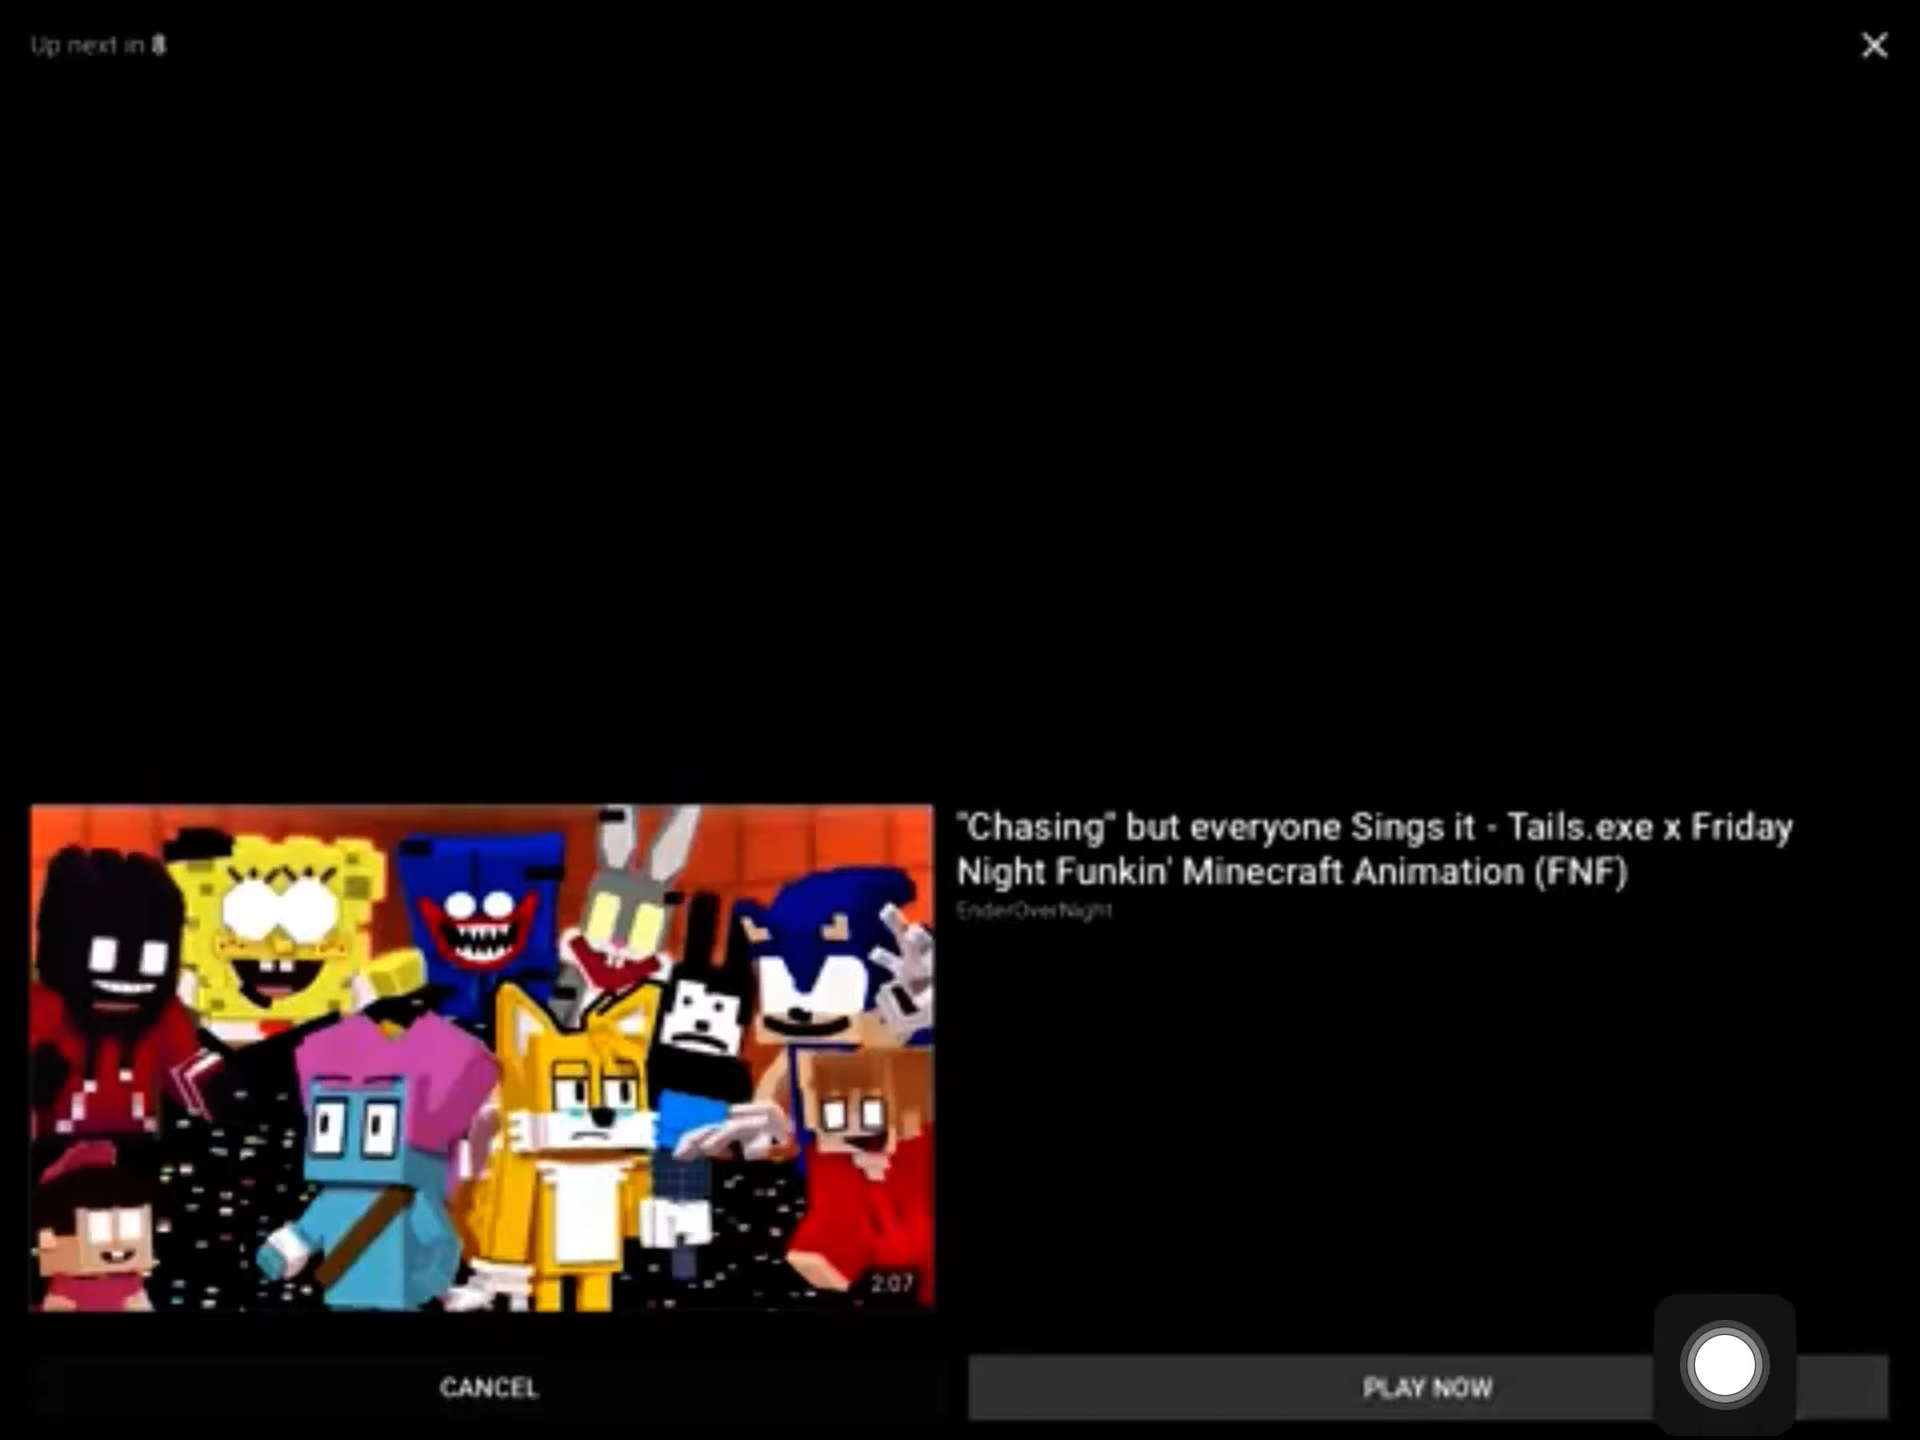 Up next in 8
"Chasing" but everyone Sings it - Tails.exe x Friday
Night Funkin' Minecraft Animation (FNF)
EnderOverNight
2:07
CANCEL
PLAY NOW